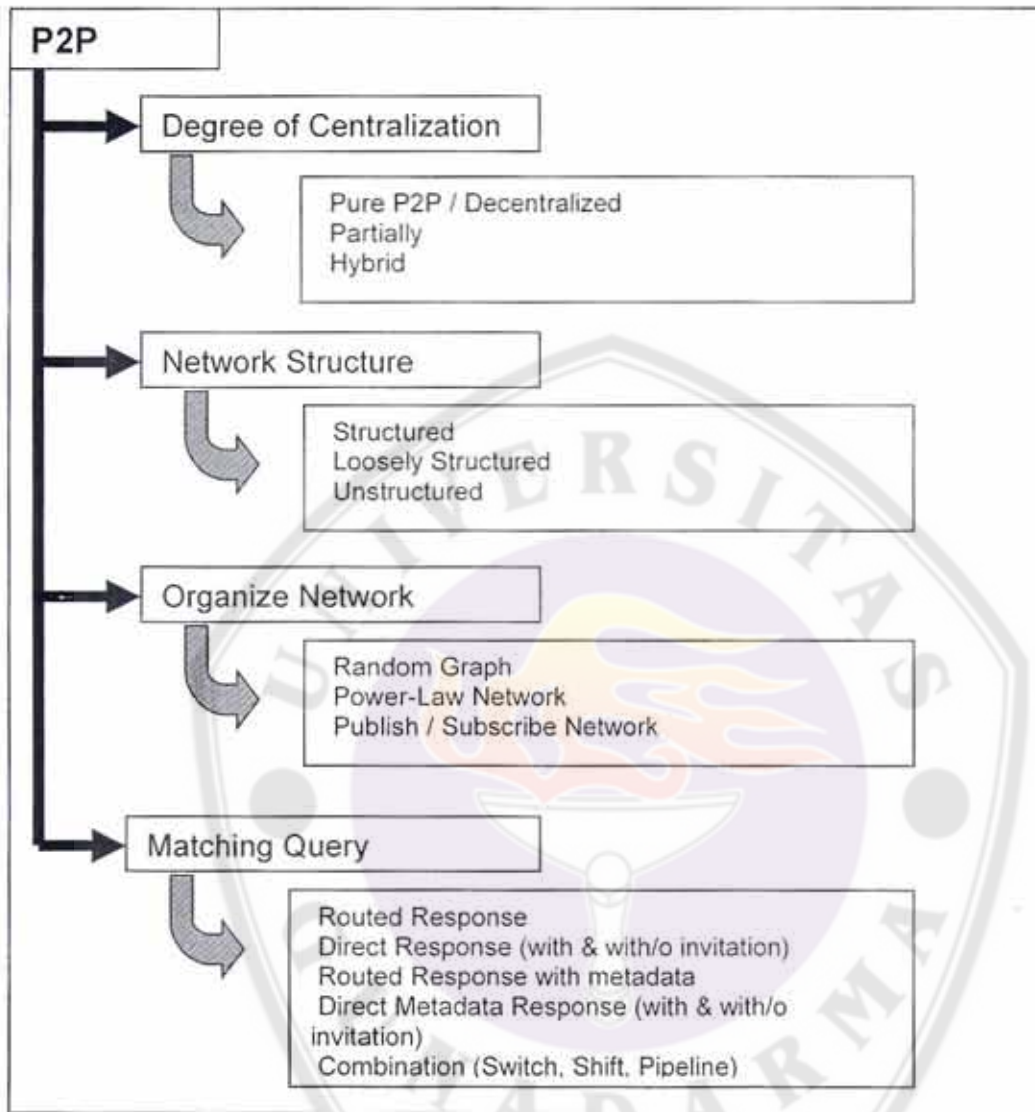 P2P
Degree of Centralization
Pure P2P / Decentralized
Partially
Hybrid
Network Structure
Structured
Loosely Structured
Unstructured
Organize Network
Random Graph
Power-Law Network
Publish / Subscribe Network
Matching Query
Routed Response
Direct Response (with & with/o invitation)
Routed Response with metadata
Direct Metadata Response (with & with/o
invitation)
Combination (Switch, Shift, Pipeline)
UNIVERSITAS